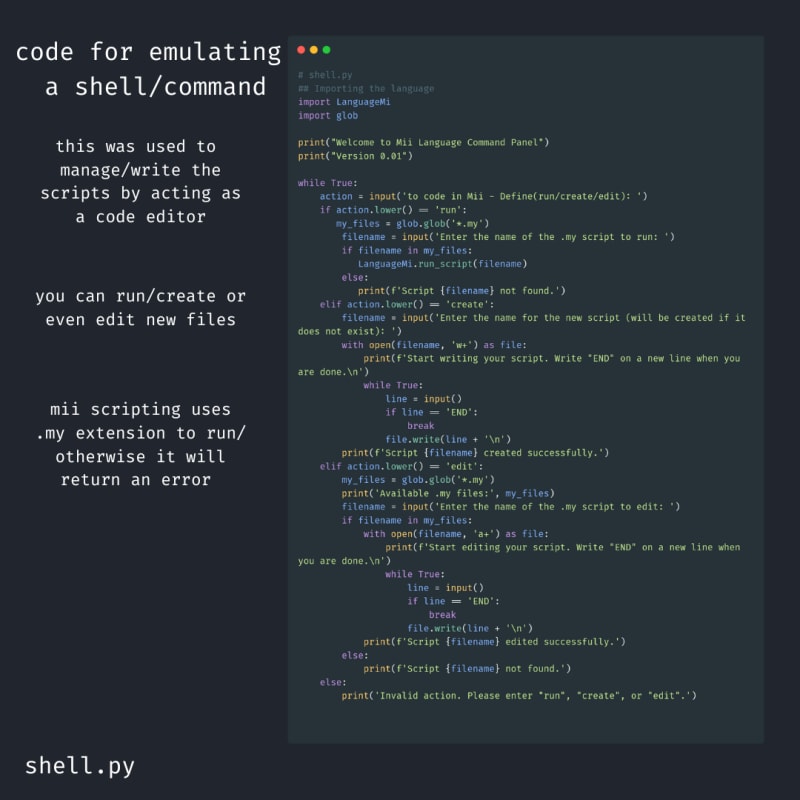 code for emulating
a shell/command
this was used to
manage/write the
scripts by acting as
a code editor
you can run/create or
even edit new files
mii scripting uses
.my extension to run/
otherwise it will
return an error
shell.py
# shell.py
## Importing the language
import LanguageMi
import glob

print("Welcome to Mii Language Command Panel")
print("Version 0.01")

while True:
    action = input('to code in Mii - Define(run/create/edit): ')
    if action.lower() == 'run':
       my_files = glob.glob('*.my')
        filename = input('Enter the name of the .my script to run: ')
        if filename in my_files:
           LanguageMi.run_script(filename)
        else:
           print(f'Script {filename} not found.')
    elif action.lower() == 'create':
        filename = input('Enter the name for the new script (will be created if it
does not exist): ')
        with open(filename, 'w+') as file:
            print(f'Start writing your script. Write "END" on a new line when you
are done.\n')
            while True:
                line = input()
                if line == 'END':
                    break
                file.write(line + '\n')
        print(f'Script {filename} created successfully.')
    elif action.lower() == 'edit':
        my_files = glob.glob('*.my')
        print('Available .my files:', my_files)
        filename = input('Enter the name of the .my script to edit: ')
        if filename in my_files:
            with open(filename, 'a+') as file:
                print(f'Start editing your script. Write "END" on a new line when
you are done.\n')
                while True:
                    line = input()
                    if line == 'END':
                        break
                    file.write(line + '\n')
            print(f'Script {filename} edited successfully.')
        else:
            print(f'Script {filename} not found.')
    else:
        print('Invalid action. Please enter "run", "create", or "edit".')